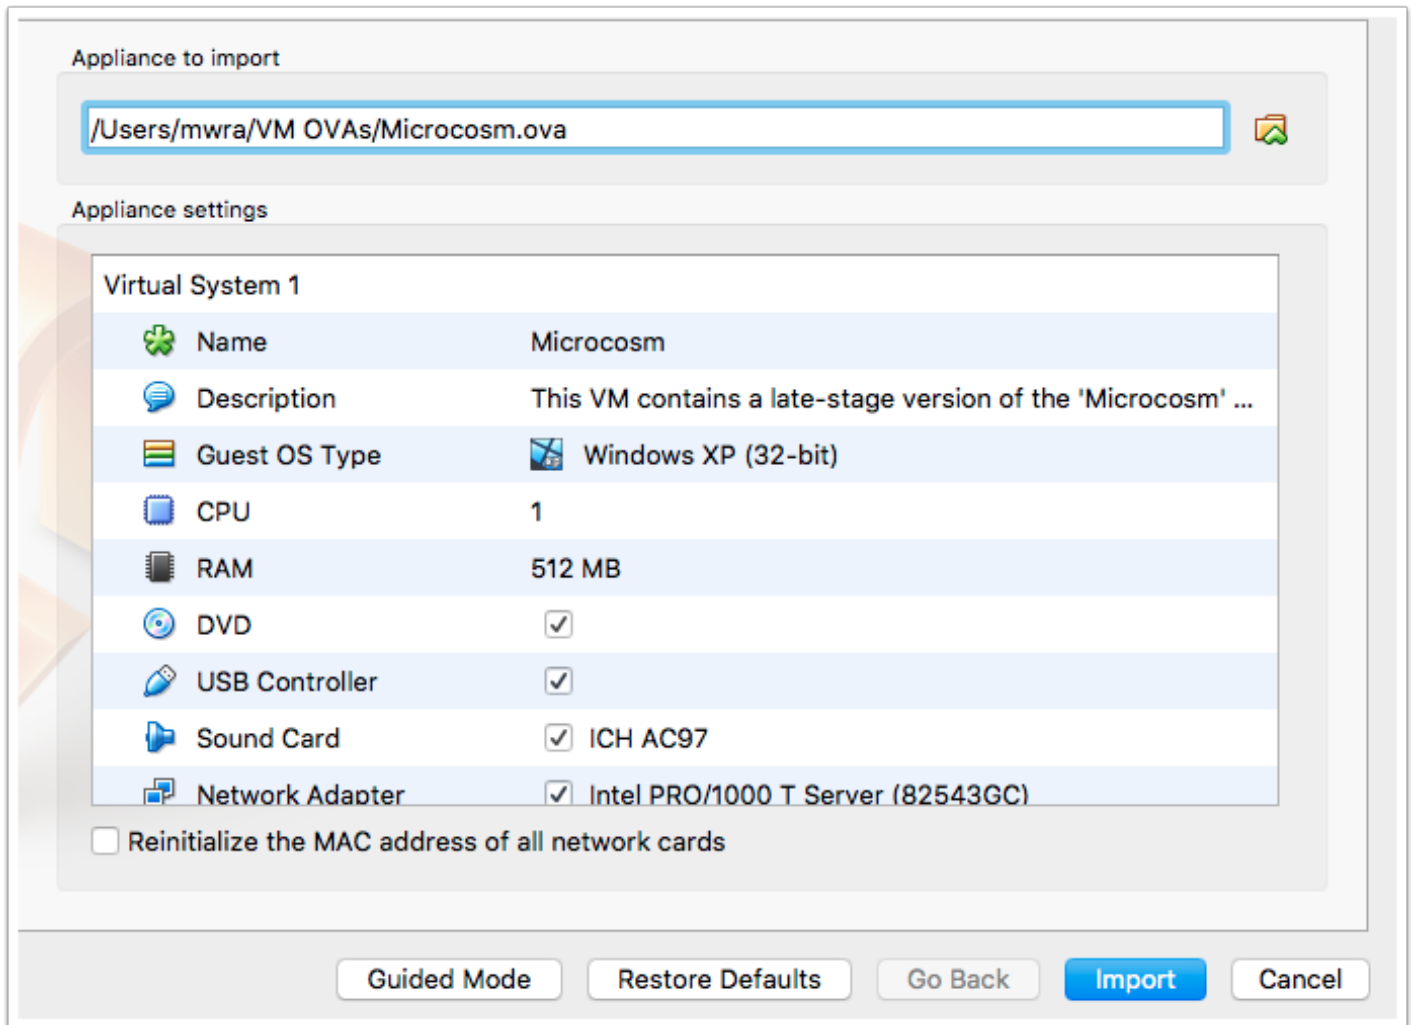 Appliance to import
/Users/mwra/VM OVAs/Microcosm.ova
Appliance settings
Virtual System 1
Name Microcosm
Description This VM contains a late-stage version of the 'Microcosm' ...
Guest OS Type Windows XP (32-bit)
CPU 1
RAM 512 MB
DVD
USB Controller
Sound Card ICH AC97
Network Adapter Intel PRO/1000 T Server (82543GC)
Reinitialize the MAC address of all network cards
Guided Mode Restore Defaults Go Back Import Cancel